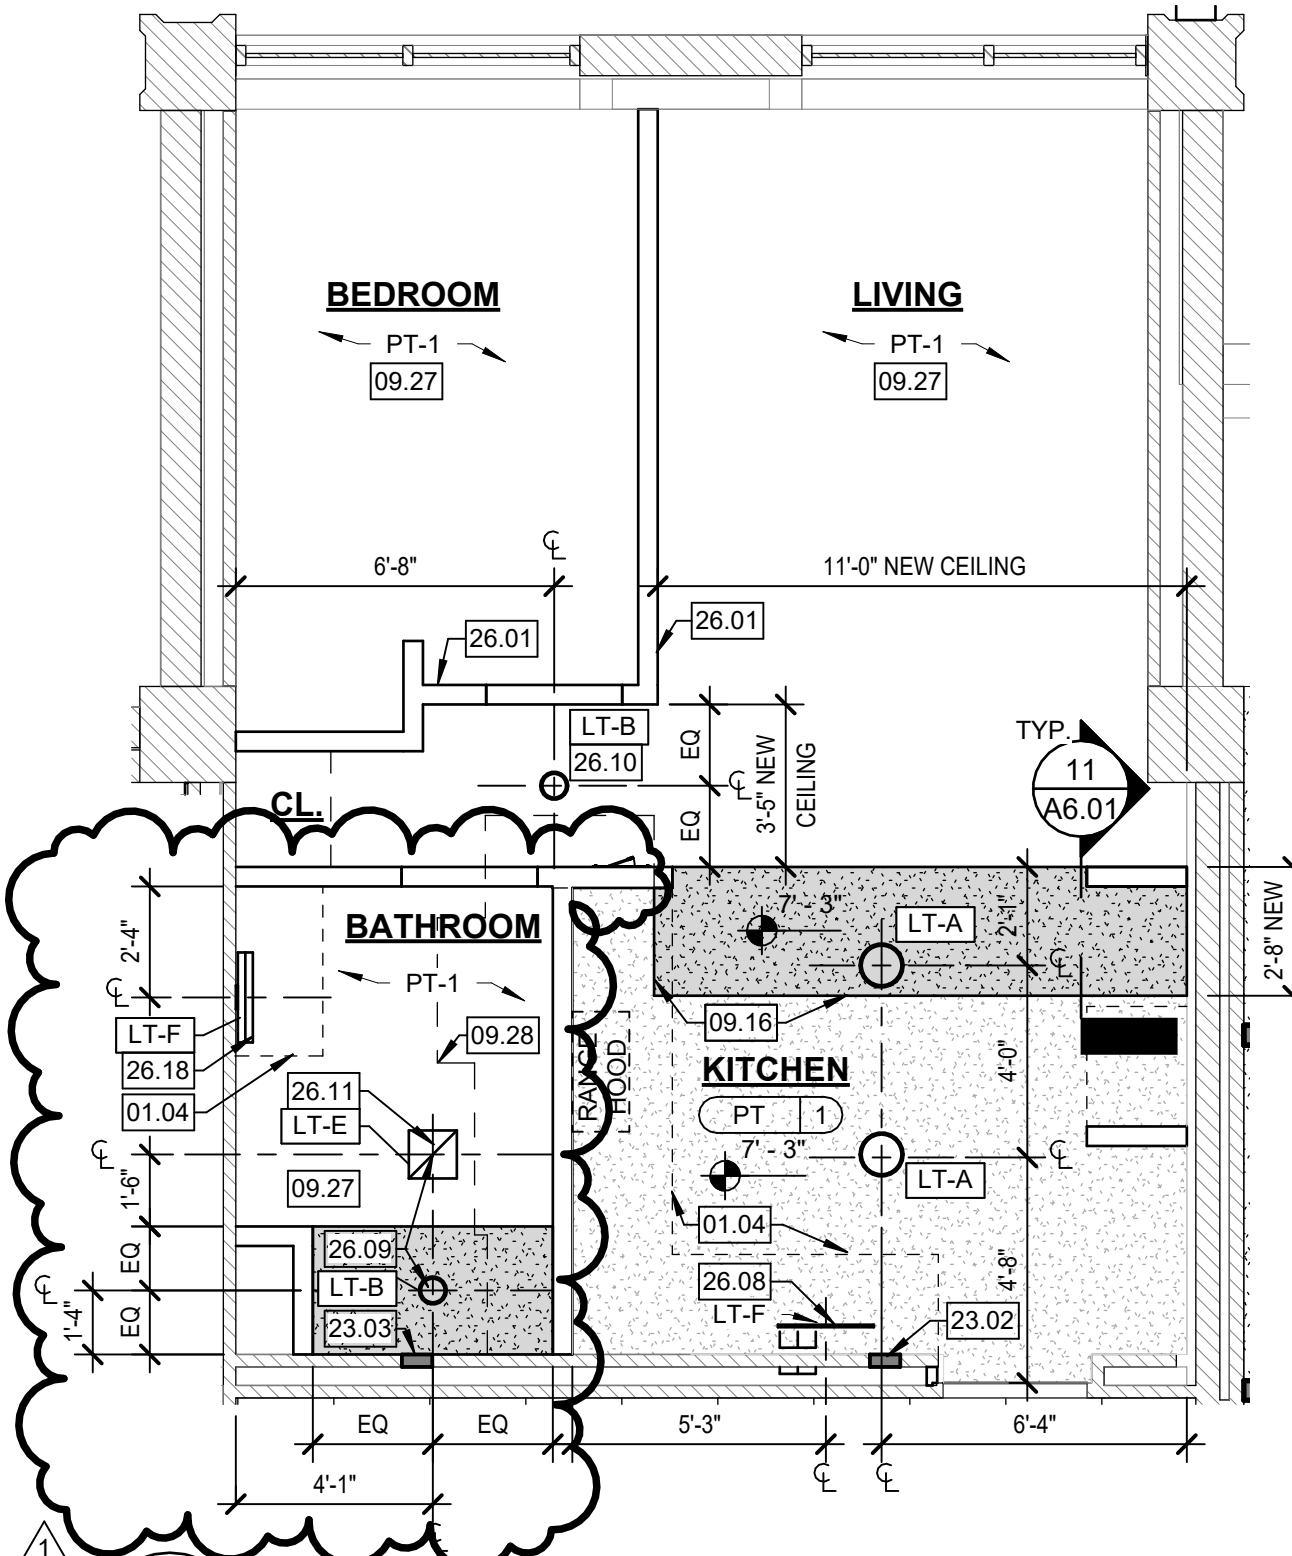 BEDROOM
LIVING
PT-1
PT-1
09.27
09.27
6'-8"
℄
11'-0" NEW CEILING
26.01
26.01
LT-B
26.10
EQ
EQ
℄
3'-5" NEW
CEILING
TYP.
11
A6.01
CL.
BATHROOM
PT-1
2'-4"
℄
LT-F
26.18
01.04
09.28
26.11
LT-E
℄
1'-6"
09.27
EQ
EQ
℄
1'-4"
26.09
LT-B
23.03
7' - 3"
LT-A
2'-1"
℄
2'-8" NEW
09.16
RANGE
HOOD
KITCHEN
PT 1
7' - 3"
4'-0"
℄
LT-A
01.04
26.08
LT-F
4'-8"
23.02
EQ
EQ
5'-3"
6'-4"
℄
℄
4'-1"
℄
1